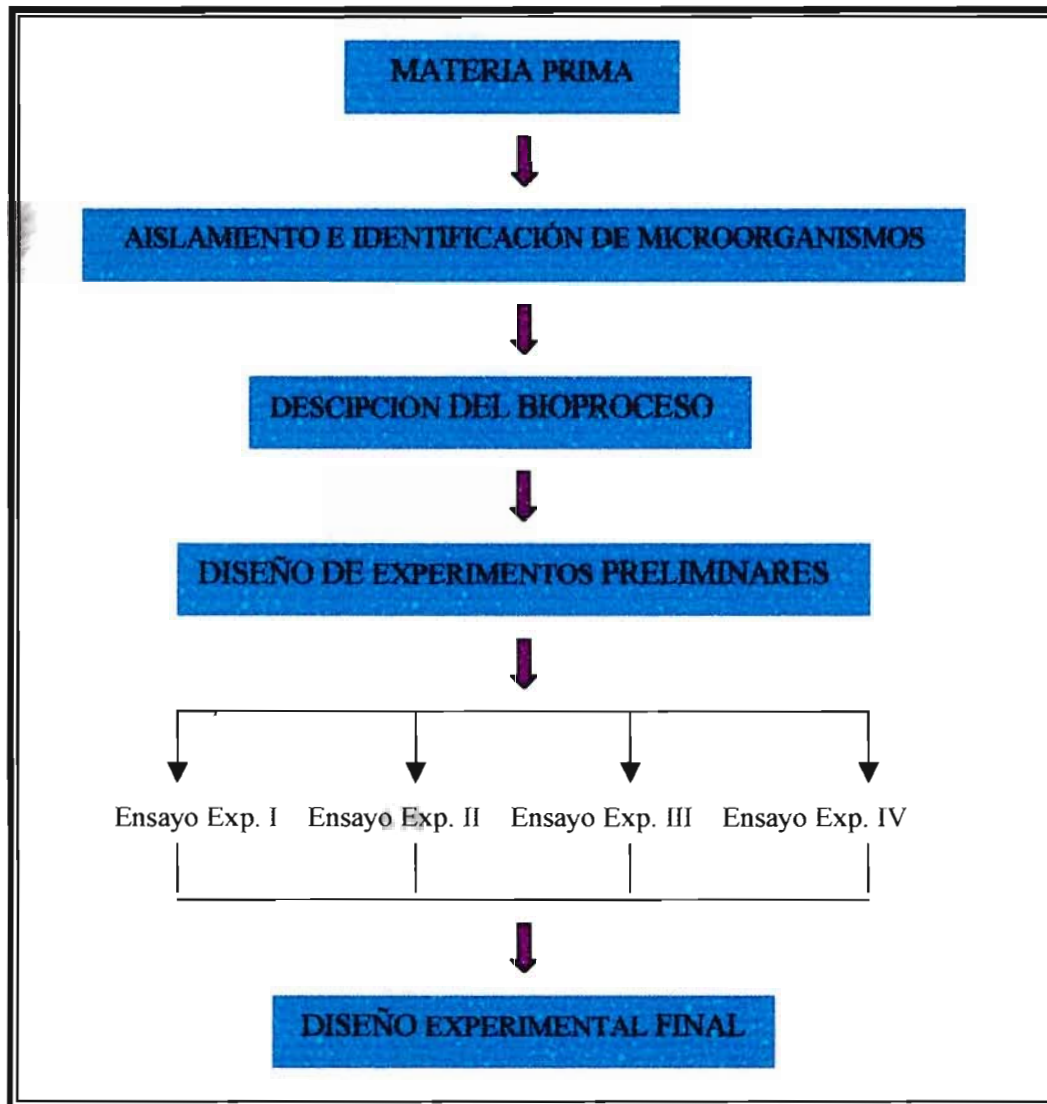 MATERIA PRIMA
AISLAMIENTO E IDENTIFICACIÓN DE MICROORGANISMOS
DESCIPCION DEL BIOPROCESO
DISEÑO DE EXPERIMENTOS PRELIMINARES
Ensayo Exp. I Ensayo Exp. II Ensayo Exp. III Ensayo Exp. IV
DISEÑO EXPERIMENTAL FINAL